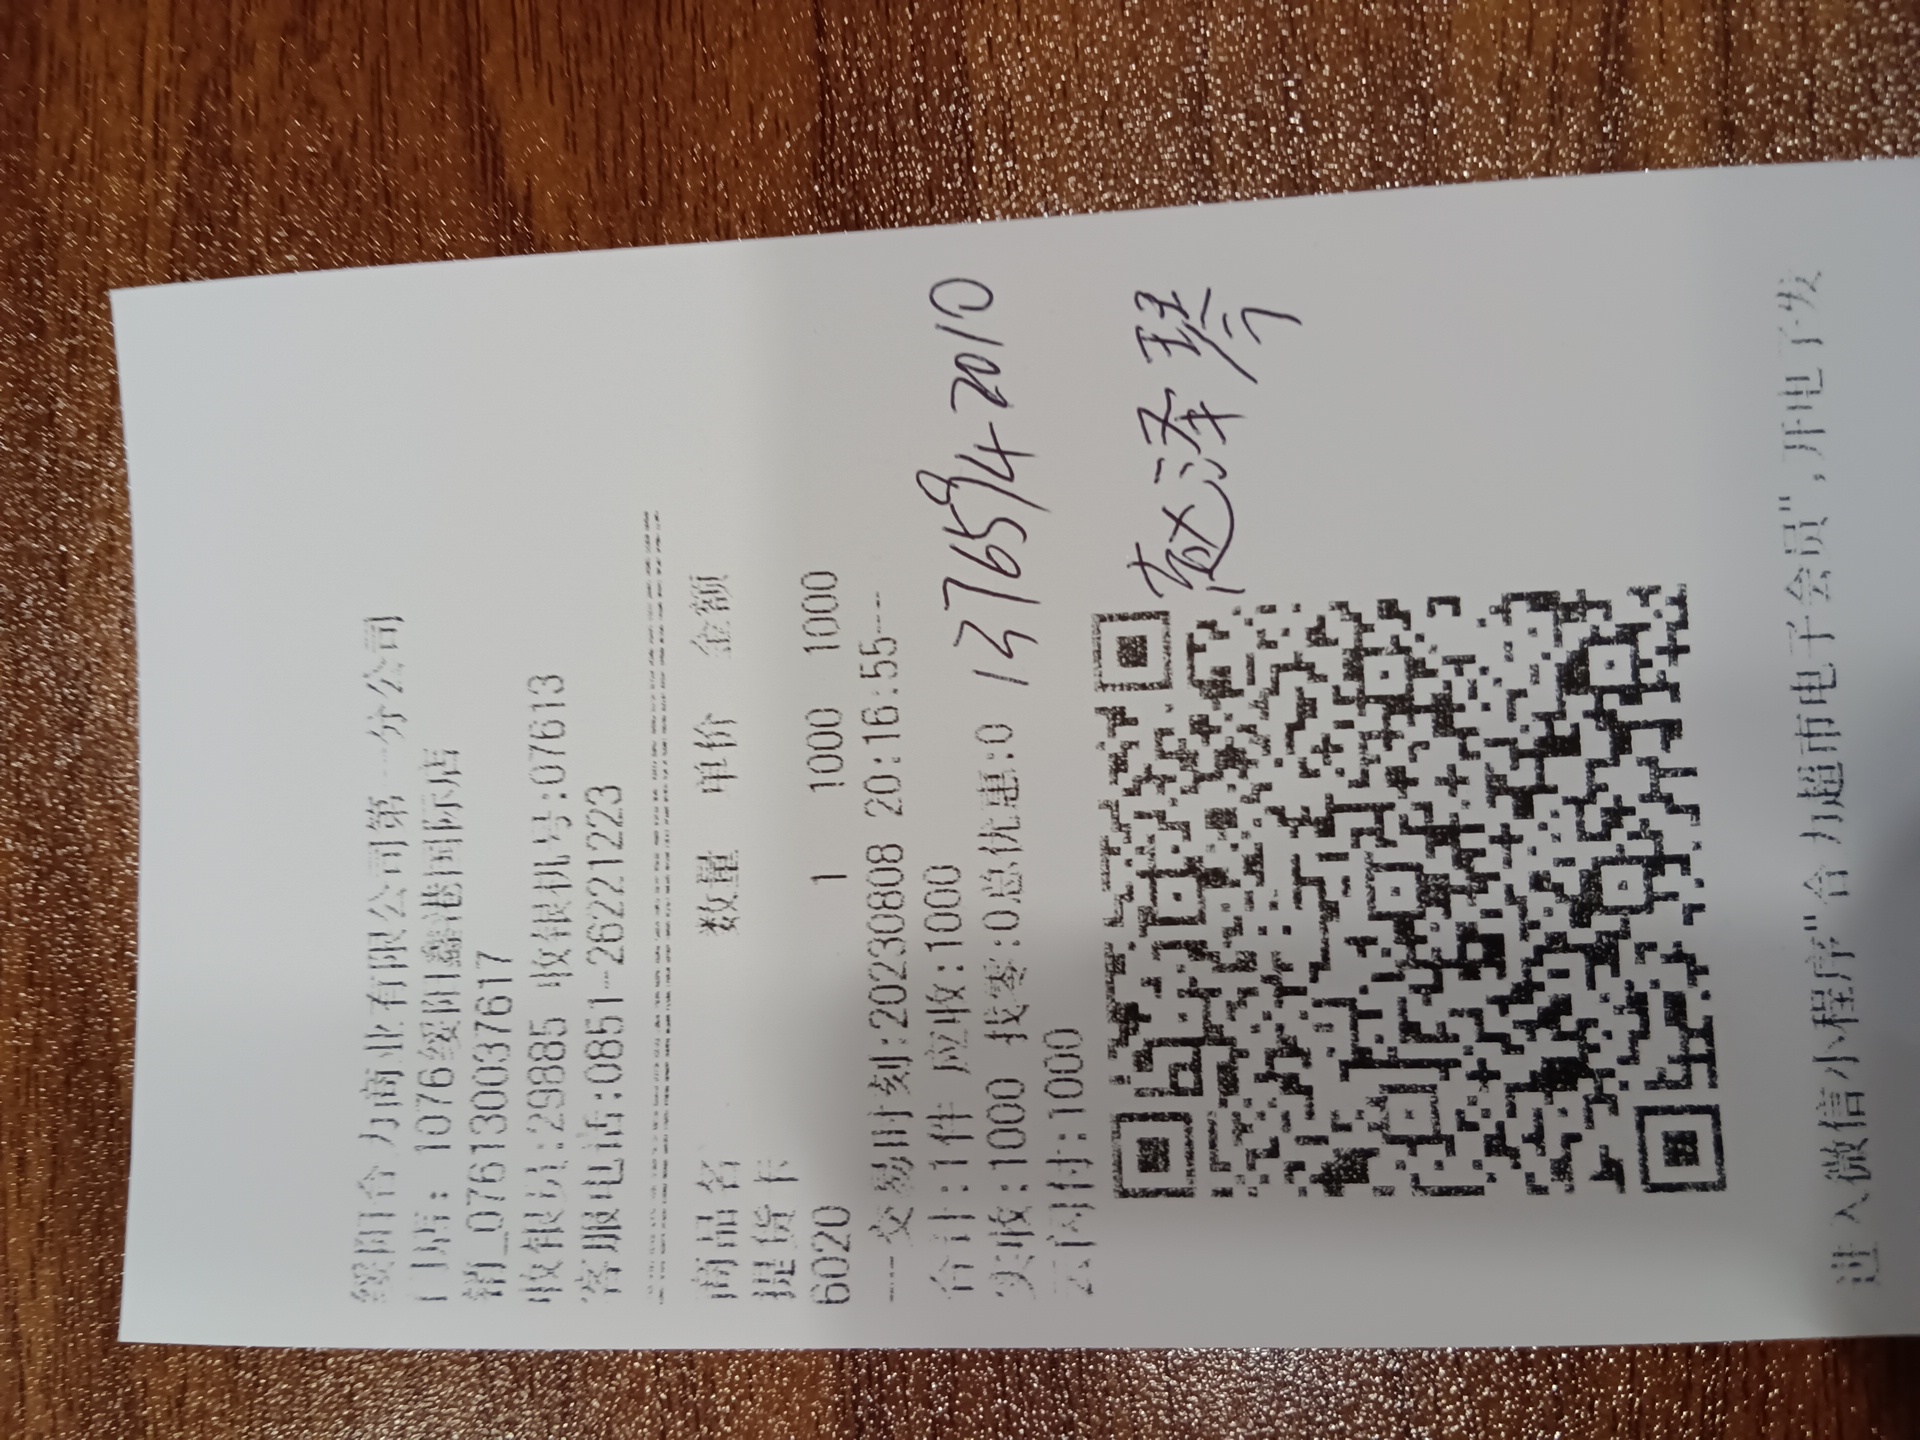 绥阳合力商业有限公司第一分公司
门店: 1076绥阳鑫港国际店
销_0761300037617
收银员:29885 收银机号:07613
客服电话:0851-26221223
商品名 数量 单价 金额
提货卡
6020 1 1000 1000
---交易时刻:20230808 20:16:55---
合计:1件 应收:1000
实收:1000 找零:0总优惠:0
云闪付:1000
13765942010
赵泽琴
进入微信小程序"合力超市电子会员",开电子发